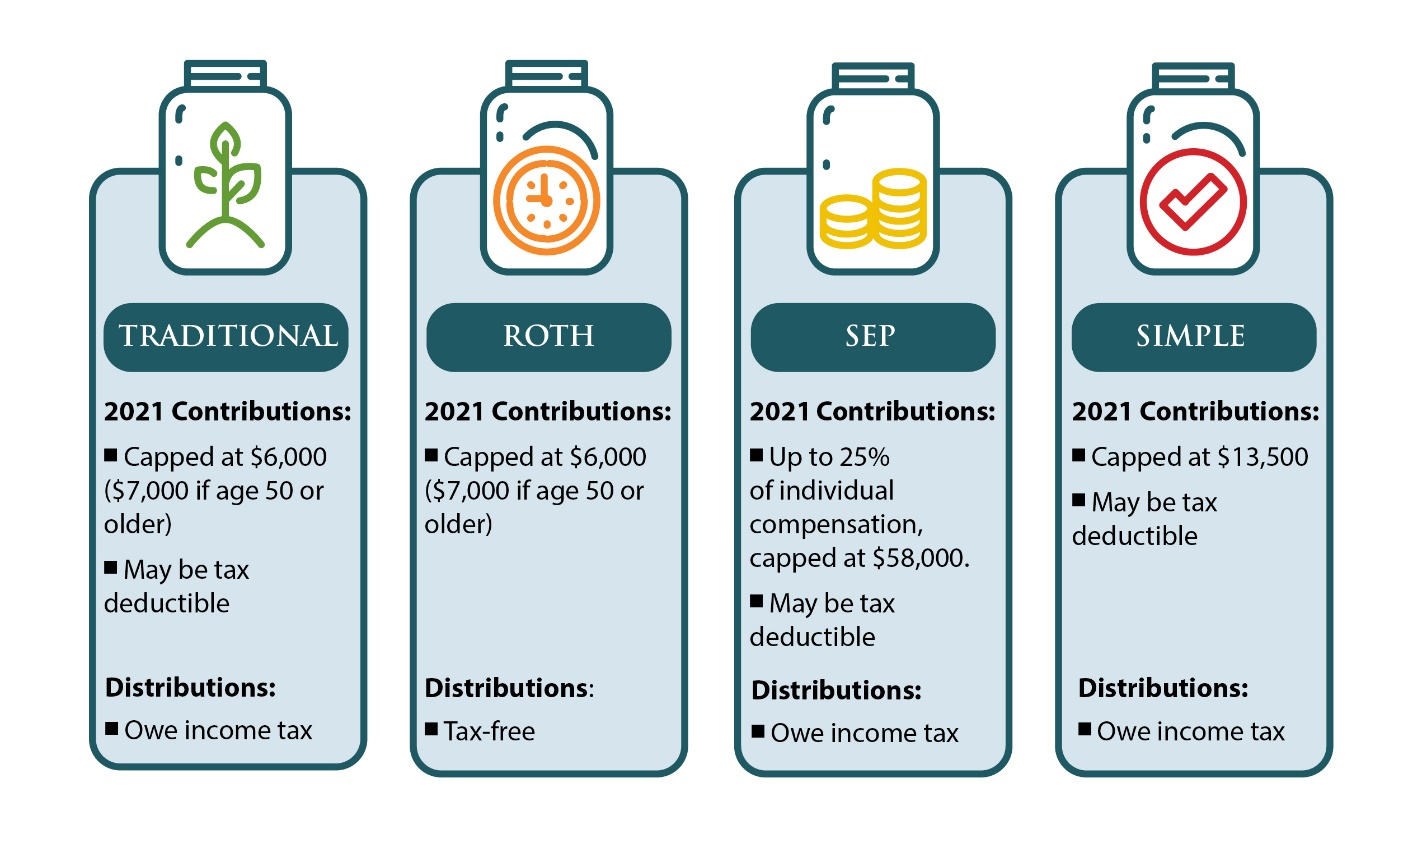 TRADITIONAL
2021 Contributions:
■ Capped at $6,000
($7,000 if age 50 or
older)
■ May be tax
deductible
Distributions:
■ Owe income tax
ROTH
2021 Contributions:
■ Capped at $6,000
($7,000 if age 50 or
older)
Distributions:
■ Tax-free
SEP
2021 Contributions:
■ Up to 25%
of individual
compensation,
capped at $58,000.
■ May be tax
deductible
Distributions:
■ Owe income tax
SIMPLE
2021 Contributions:
■ Capped at $13,500
■ May be tax
deductible
Distributions:
■ Owe income tax